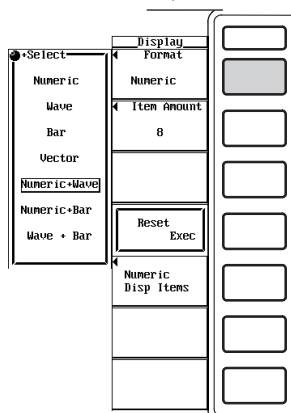 Display
Format
Numeric
Item Amount
8
Reset
Exec
Numeric
Disp Items
Select
Numeric
Wave
Bar
Vector
Numeric+Wave
Numeric+Bar
Wave + Bar